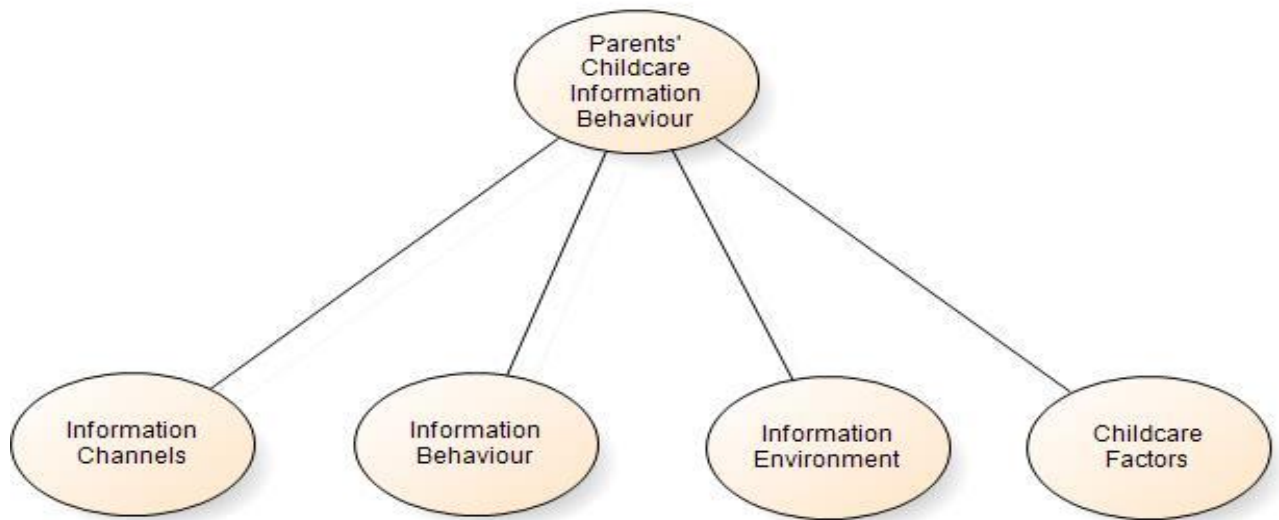 Parents'
Childcare
Information
Behaviour
Information
Channels
Information
Behaviour
Information
Environment
Childcare
Factors